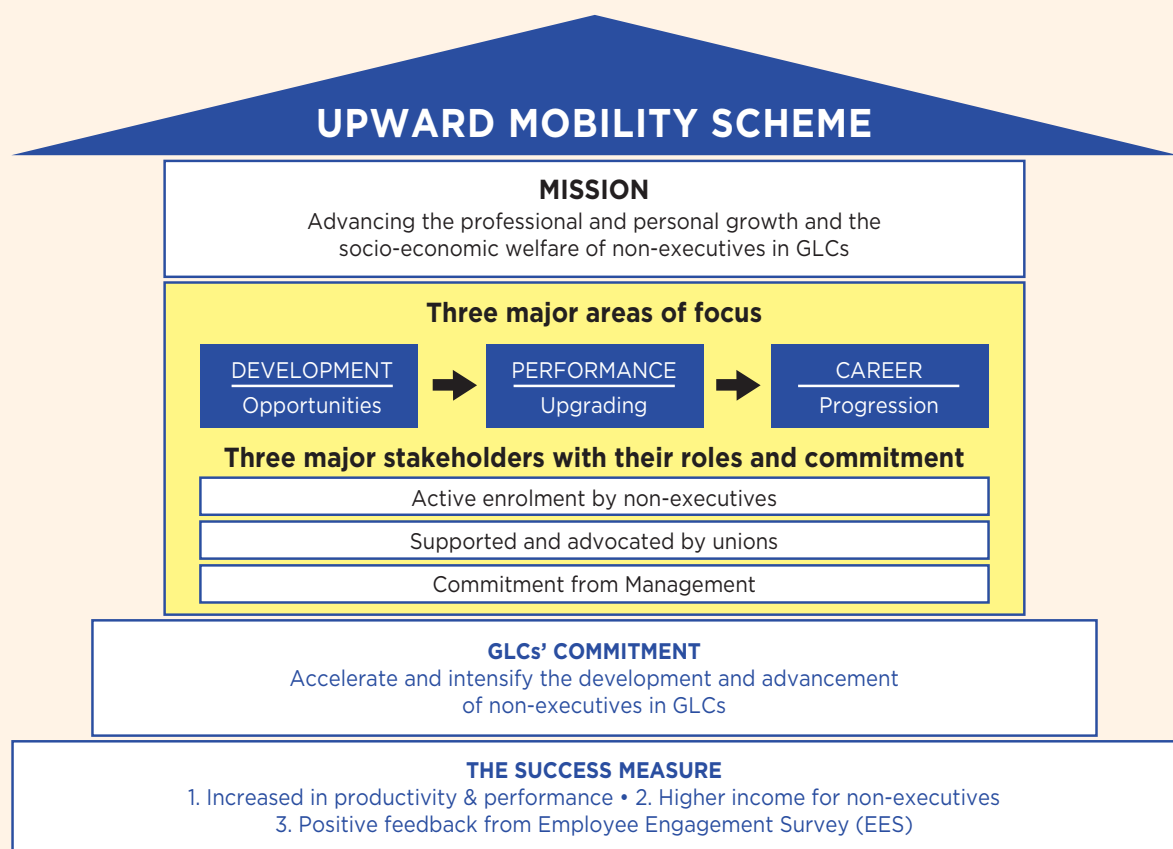 UPWARD MOBILITY SCHEME
MISSION
Advancing the professional and personal growth and the
socio-economic welfare of non-executives in GLCs
Three major areas of focus
DEVELOPMENT
Opportunities
PERFORMANCE
Upgrading
CAREER
Progression
Three major stakeholders with their roles and commitment
Active enrolment by non-executives
Supported and advocated by unions
Commitment from Management
GLCs’ COMMITMENT
Accelerate and intensify the development and advancement
of non-executives in GLCs
THE SUCCESS MEASURE
1. Increased in productivity & performance • 2. Higher income for non-executives
3. Positive feedback from Employee Engagement Survey (EES)